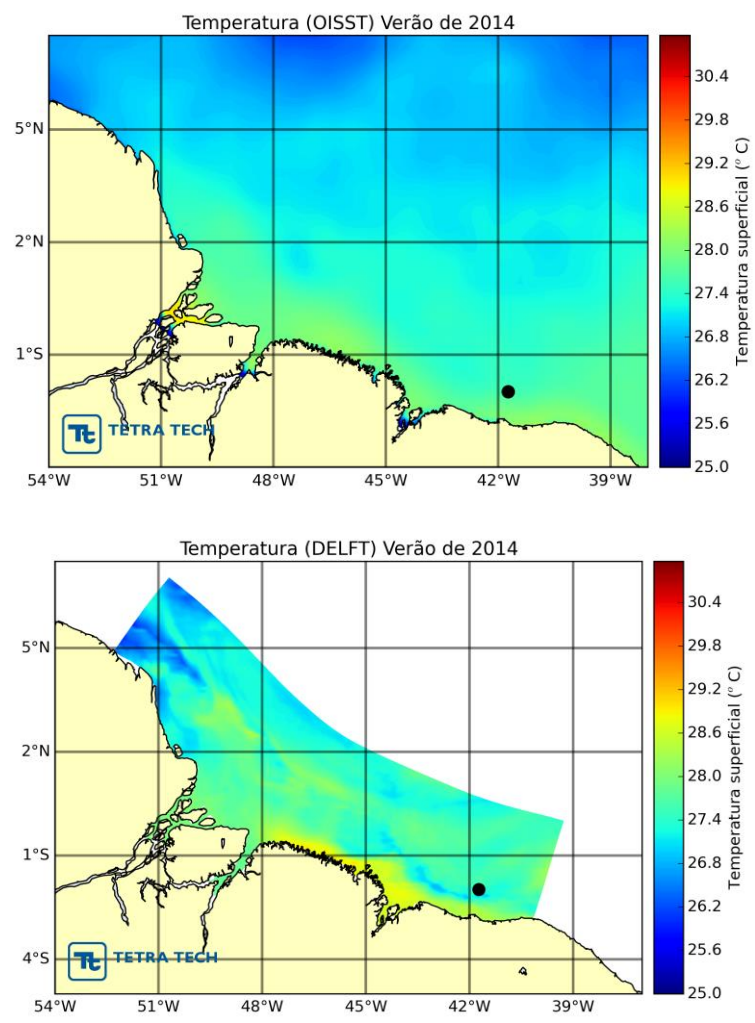 Temperatura (OISST) Verão de 2014
5°N
2°N
1°S
54°W
51°W
48°W
45°W
42°W
39°W
30.4
29.8
29.2
28.6
28.0
27.4
26.8
26.2
25.6
25.0
Temperatura superficial (° C)
Tt TETRA TECH
Temperatura (DELFT) Verão de 2014
5°N
2°N
1°S
4°S
54°W
51°W
48°W
45°W
42°W
39°W
30.4
29.8
29.2
28.6
28.0
27.4
26.8
26.2
25.6
25.0
Temperatura superficial (° C)
Tt TETRA TECH